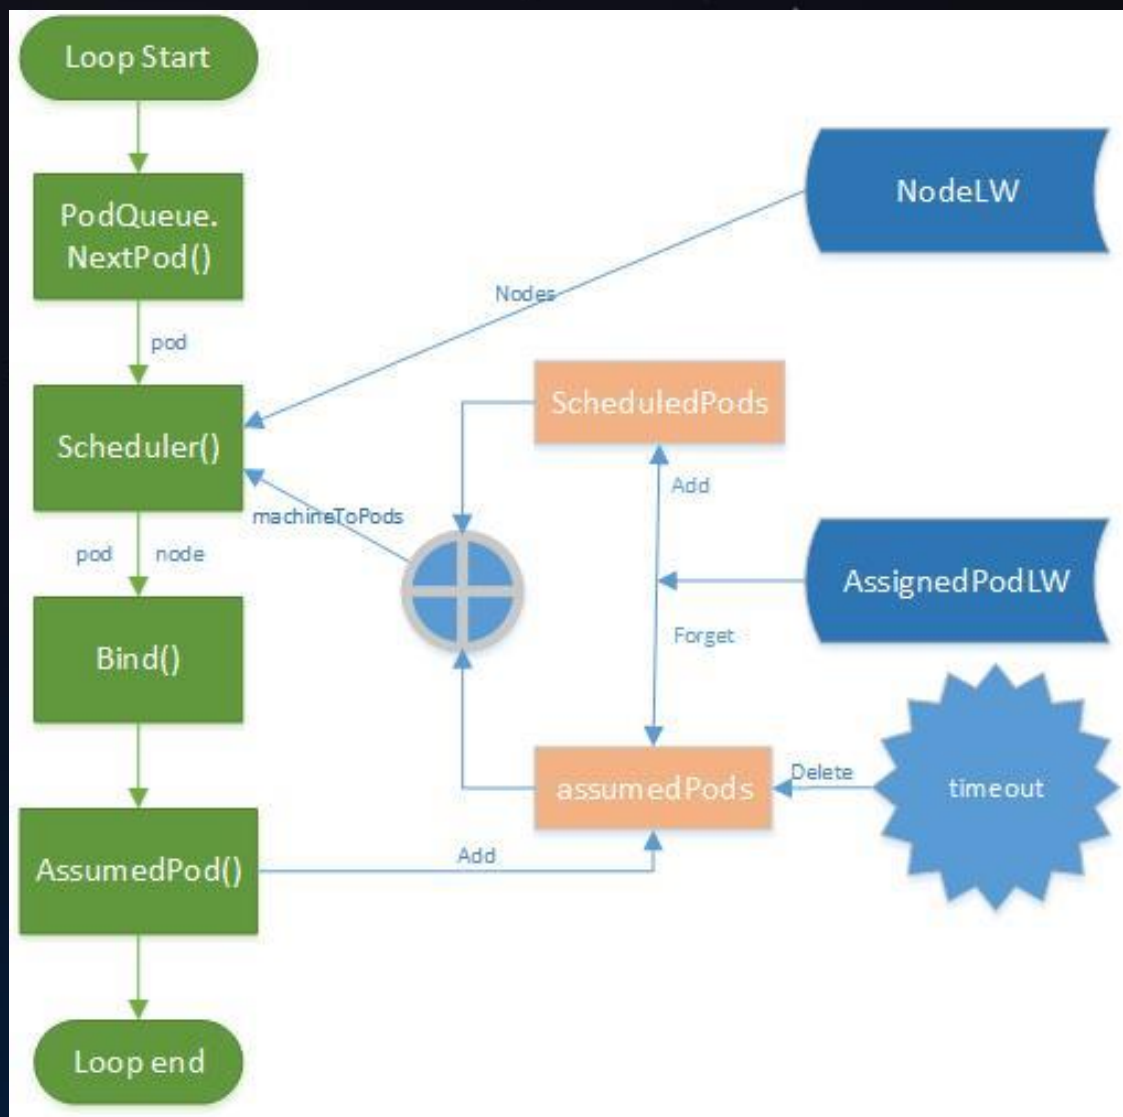 Loop Start
PodQueue.
NextPod()
pod
Scheduler()
pod node
Bind()
AssumedPod()
Loop end
NodeLW
Nodes
ScheduledPods
Add
machineToPods
AssignedPodLW
Forget
assumedPods
Delete
timeout
Add